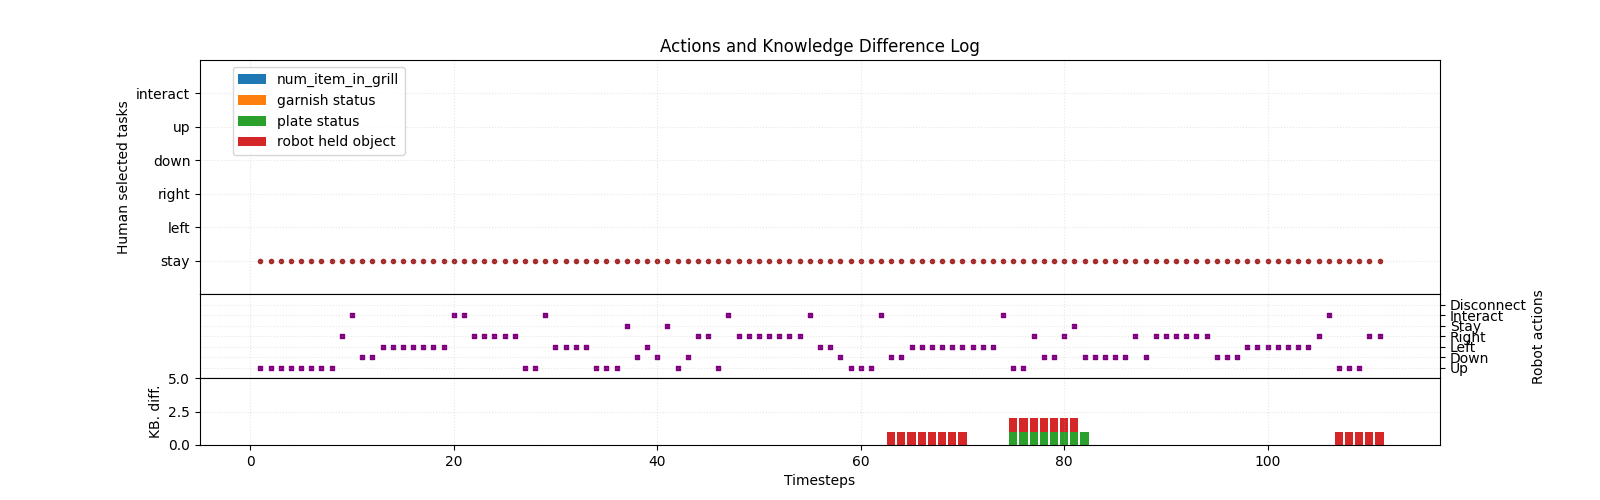 Actions and Knowledge Difference Log
num_item_in_grill
garnish status
plate status
robot held object
Human selected tasks
interact
up
down
right
left
stay
Disconnect
Interact
Stay
Right
Left
Down
Up
Robot actions
KB. diff.
5.0
2.5
0.0
0 20 40 60 80 100
Timesteps